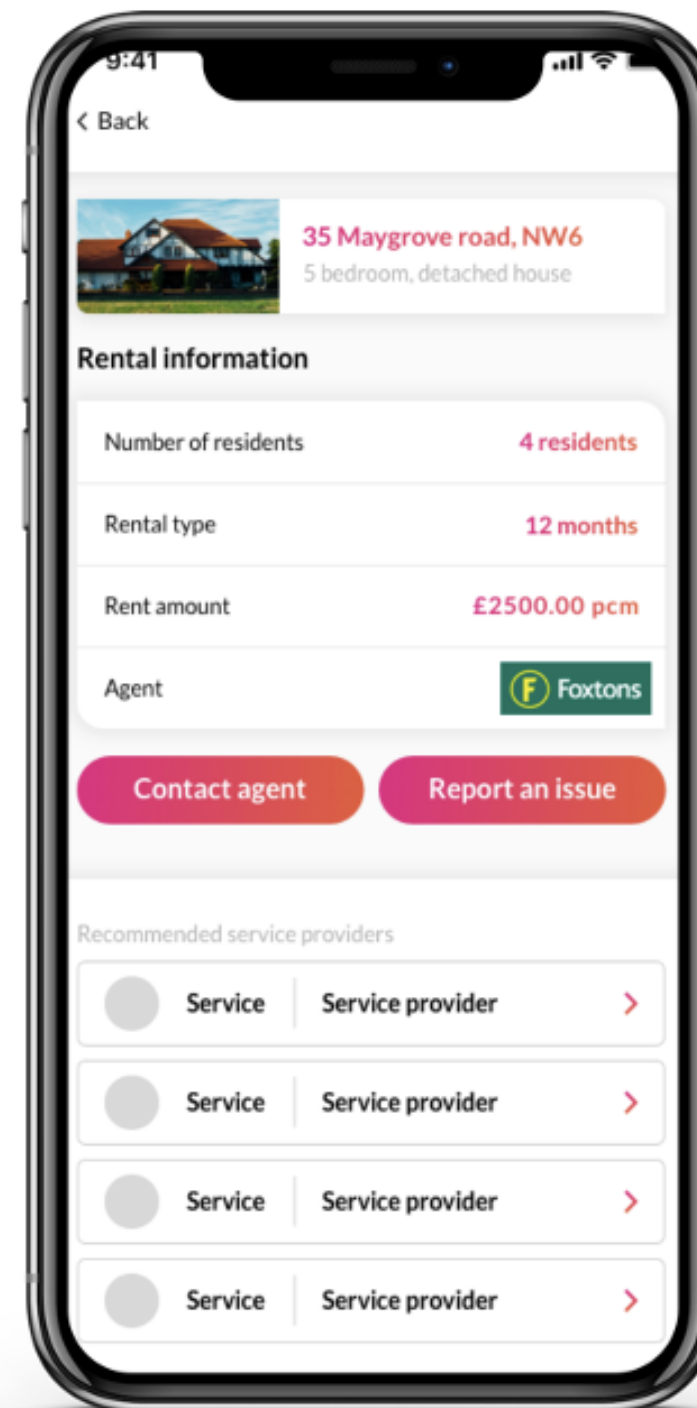 9:41
Back
35 Maygrove road, NW6
5 bedroom, detached house
Rental information
Number of residents 4 residents
Rental type 12 months
Rent amount £2500.00 pcm
Agent F Foxtons
Contact agent Report an issue
Recommended service providers
Service Service provider
Service Service provider
Service Service provider
Service Service provider